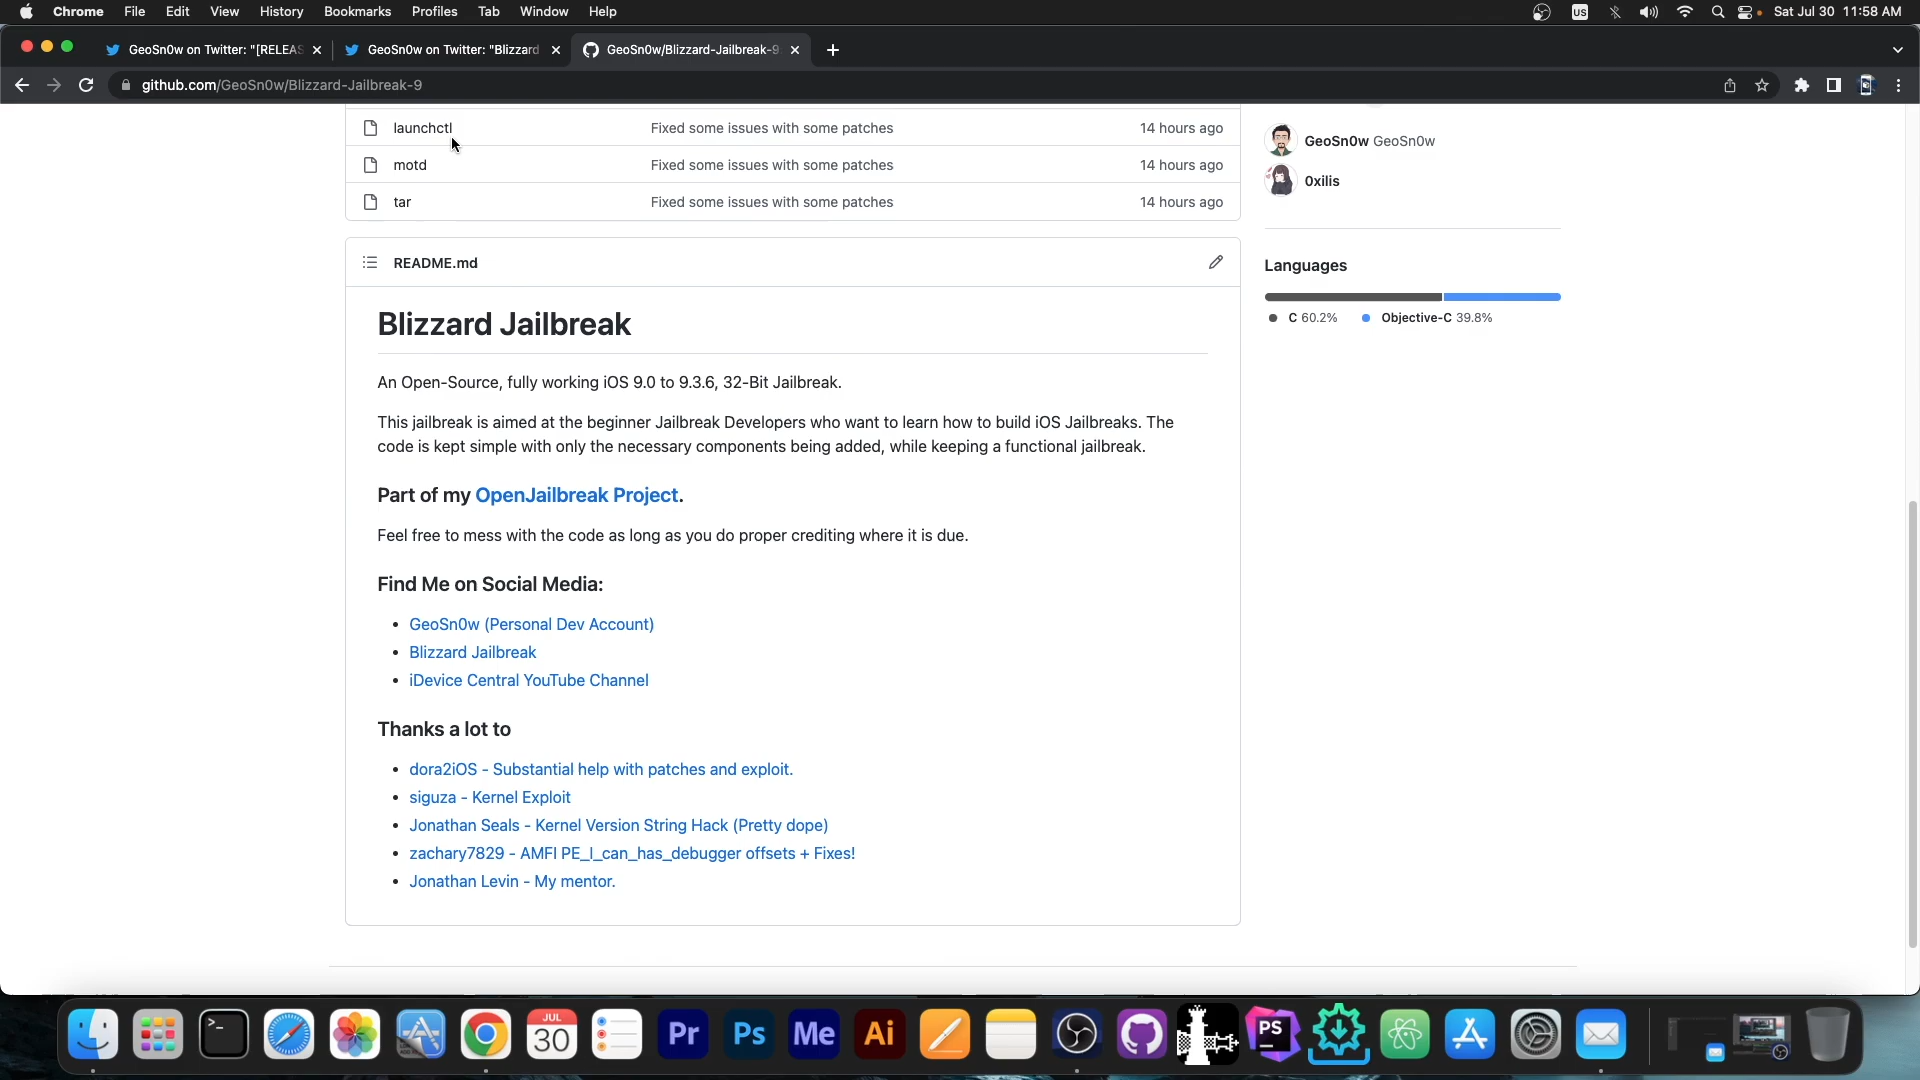 Chrome File Edit View History Bookmarks Profiles Tab Window Help US Sat Jul 30 11:58 AM
GeoSn0w on Twitter: "[RELEAS GeoSn0w on Twitter: "Blizzard GeoSn0w/Blizzard-Jailbreak-9
github.com/GeoSn0w/Blizzard-Jailbreak-9
launchctl Fixed some issues with some patches 14 hours ago
motd Fixed some issues with some patches 14 hours ago
tar Fixed some issues with some patches 14 hours ago
GeoSn0w GeoSn0w
0xilis
README.md
Blizzard Jailbreak
An Open-Source, fully working iOS 9.0 to 9.3.6, 32-Bit Jailbreak.
This jailbreak is aimed at the beginner Jailbreak Developers who want to learn how to build iOS Jailbreaks. The
code is kept simple with only the necessary components being added, while keeping a functional jailbreak.
Part of my OpenJailbreak Project.
Feel free to mess with the code as long as you do proper crediting where it is due.
Find Me on Social Media:
• GeoSn0w (Personal Dev Account)
• Blizzard Jailbreak
• iDevice Central YouTube Channel
Thanks a lot to
• dora2iOS - Substantial help with patches and exploit.
• siguza - Kernel Exploit
• Jonathan Seals - Kernel Version String Hack (Pretty dope)
• zachary7829 - AMFI PE_I_can_has_debugger offsets + Fixes!
• Jonathan Levin - My mentor.
Languages
C 60.2% Objective-C 39.8%
>_ JUL 30 Pr Ps Me Ai PS